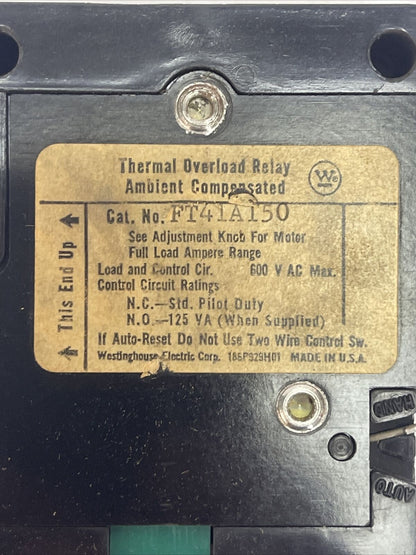 Thermal Overload Relay
Ambient Compensated
Cat. No. FT41A150
See Adjustment Knob For Motor
Full Load Ampere Range
Load and Control Cir. 600 V AC Max.
Control Circuit Ratings
N.C.—Std. Pilot Duty
N.O.—125 VA (When Supplied)
If Auto-Reset Do Not Use Two Wire Control Sw.
Westinghouse Electric Corp. 186P929H01 MADE IN U.S.A.
This End Up
HAND
AUTO